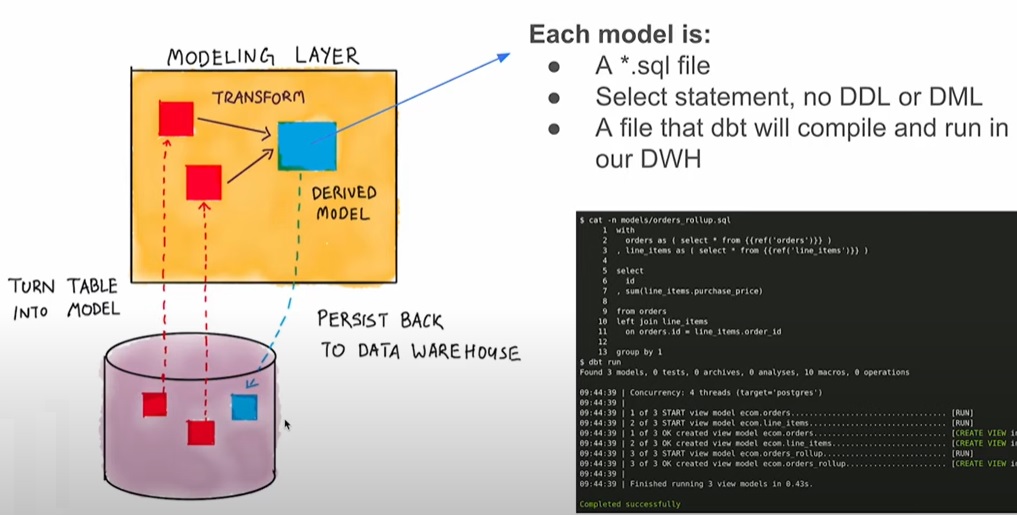 MODELING LAYER
TRANSFORM
DERIVED
MODEL
TURN TABLE
INTO MODEL
PERSIST BACK
TO DATA WAREHOUSE
Each model is:
● A *.sql file
● Select statement, no DDL or DML
● A file that dbt will compile and run in
our DWH
$ cat -n models/orders_rollup.sql
1 with
2 orders as ( select * from {{ref('orders')}} )
3 , line_items as ( select * from {{ref('line_items')}} )
4
5 select
6 id
7 , sum(line_items.purchase_price)
8
9 from orders
10 left join line_items
11 on orders.id = line_items.order_id
12
13 group by 1
$ dbt run
Found 3 models, 0 tests, 0 archives, 0 analyses, 10 macros, 0 operations
09:44:39 | Concurrency: 4 threads (target='postgres')
09:44:39 |
09:44:39 | 1 of 3 START view model ecom.orders.................................. [RUN]
09:44:39 | 2 of 3 START view model ecom.line_items.............................. [RUN]
09:44:39 | 1 of 3 OK created view model ecom.orders............................. [CREATE VIEW in
09:44:39 | 2 of 3 OK created view model ecom.line_items......................... [CREATE VIEW in
09:44:39 | 3 of 3 START view model ecom.orders_rollup........................... [RUN]
09:44:39 | 3 of 3 OK created view model ecom.orders_rollup...................... [CREATE VIEW in
09:44:39 |
09:44:39 | Finished running 3 view models in 0.43s.
Completed successfully